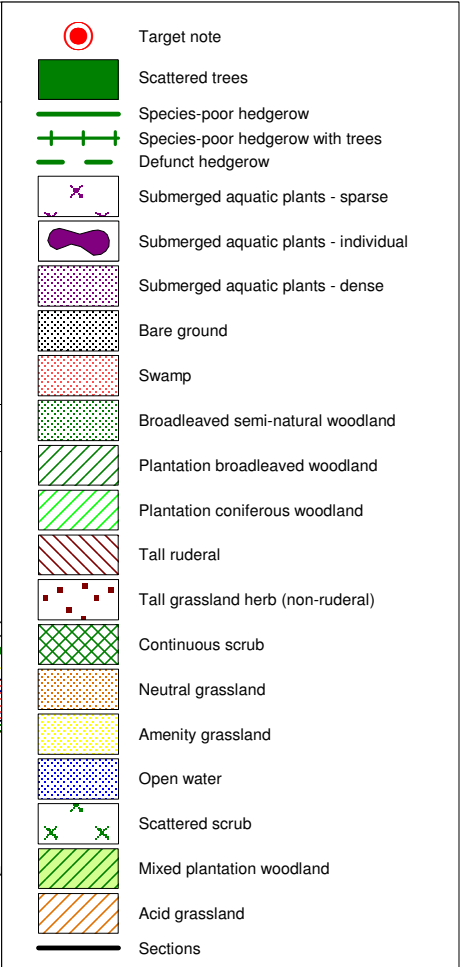 Target note
Scattered trees
Species-poor hedgerow
Species-poor hedgerow with trees
Defunct hedgerow
Submerged aquatic plants - sparse
Submerged aquatic plants - individual
Submerged aquatic plants - dense
Bare ground
Swamp
Broadleaved semi-natural woodland
Plantation broadleaved woodland
Plantation coniferous woodland
Tall ruderal
Tall grassland herb (non-ruderal)
Continuous scrub
Neutral grassland
Amenity grassland
Open water
Scattered scrub
Mixed plantation woodland
Acid grassland
Sections